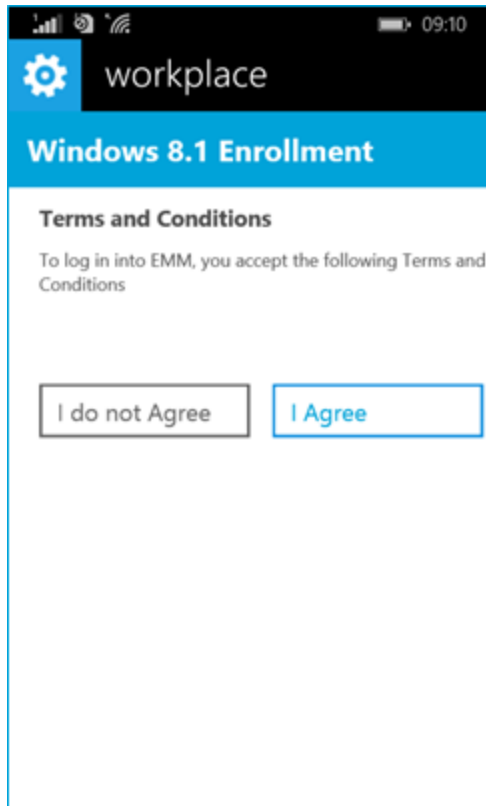 09:10
workplace
Windows 8.1 Enrollment
Terms and Conditions
To log in into EMM, you accept the following Terms and
Conditions
I do not Agree
I Agree